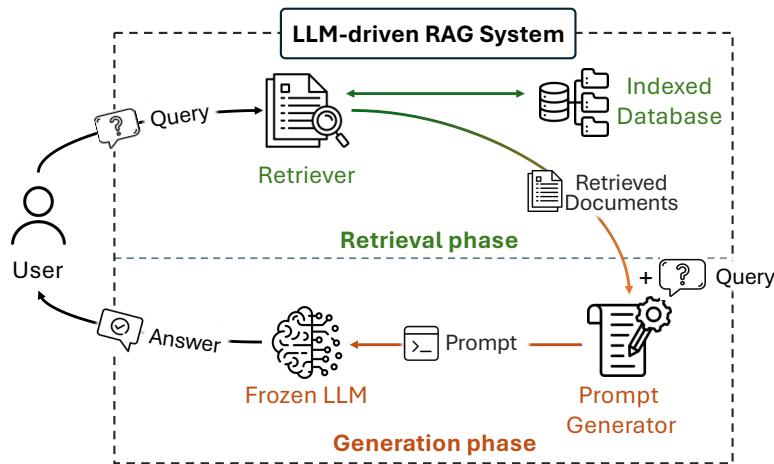 LLM-driven RAG System
Query
Indexed
Database
Retriever
Retrieved
Documents
Retrieval phase
User
+
Query
Answer
Prompt
Frozen LLM
Prompt
Generator
Generation phase